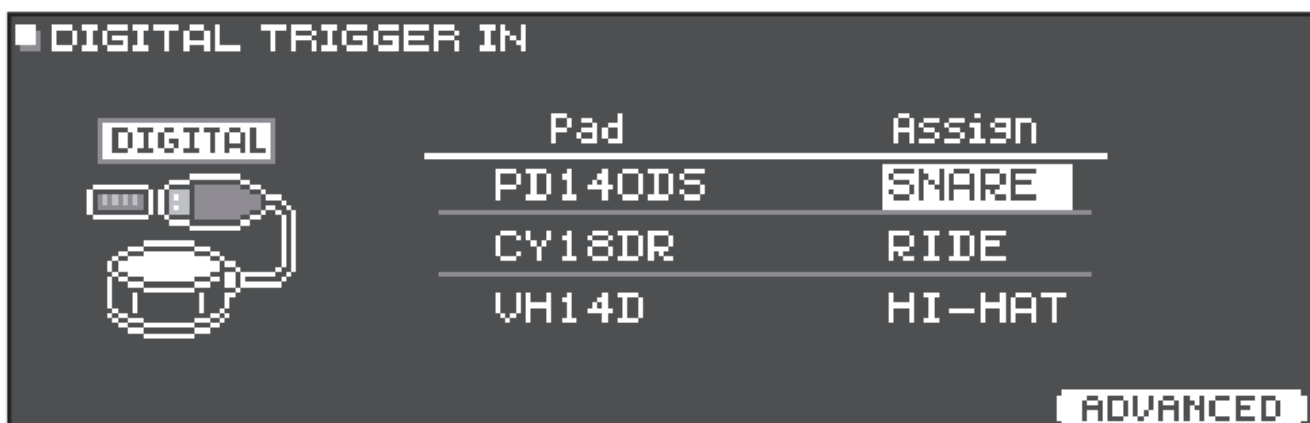 DIGITAL TRIGGER IN
DIGITAL
Pad Assign
PD140DS SNARE
CY18DR RIDE
VH14D HI-HAT
ADVANCED